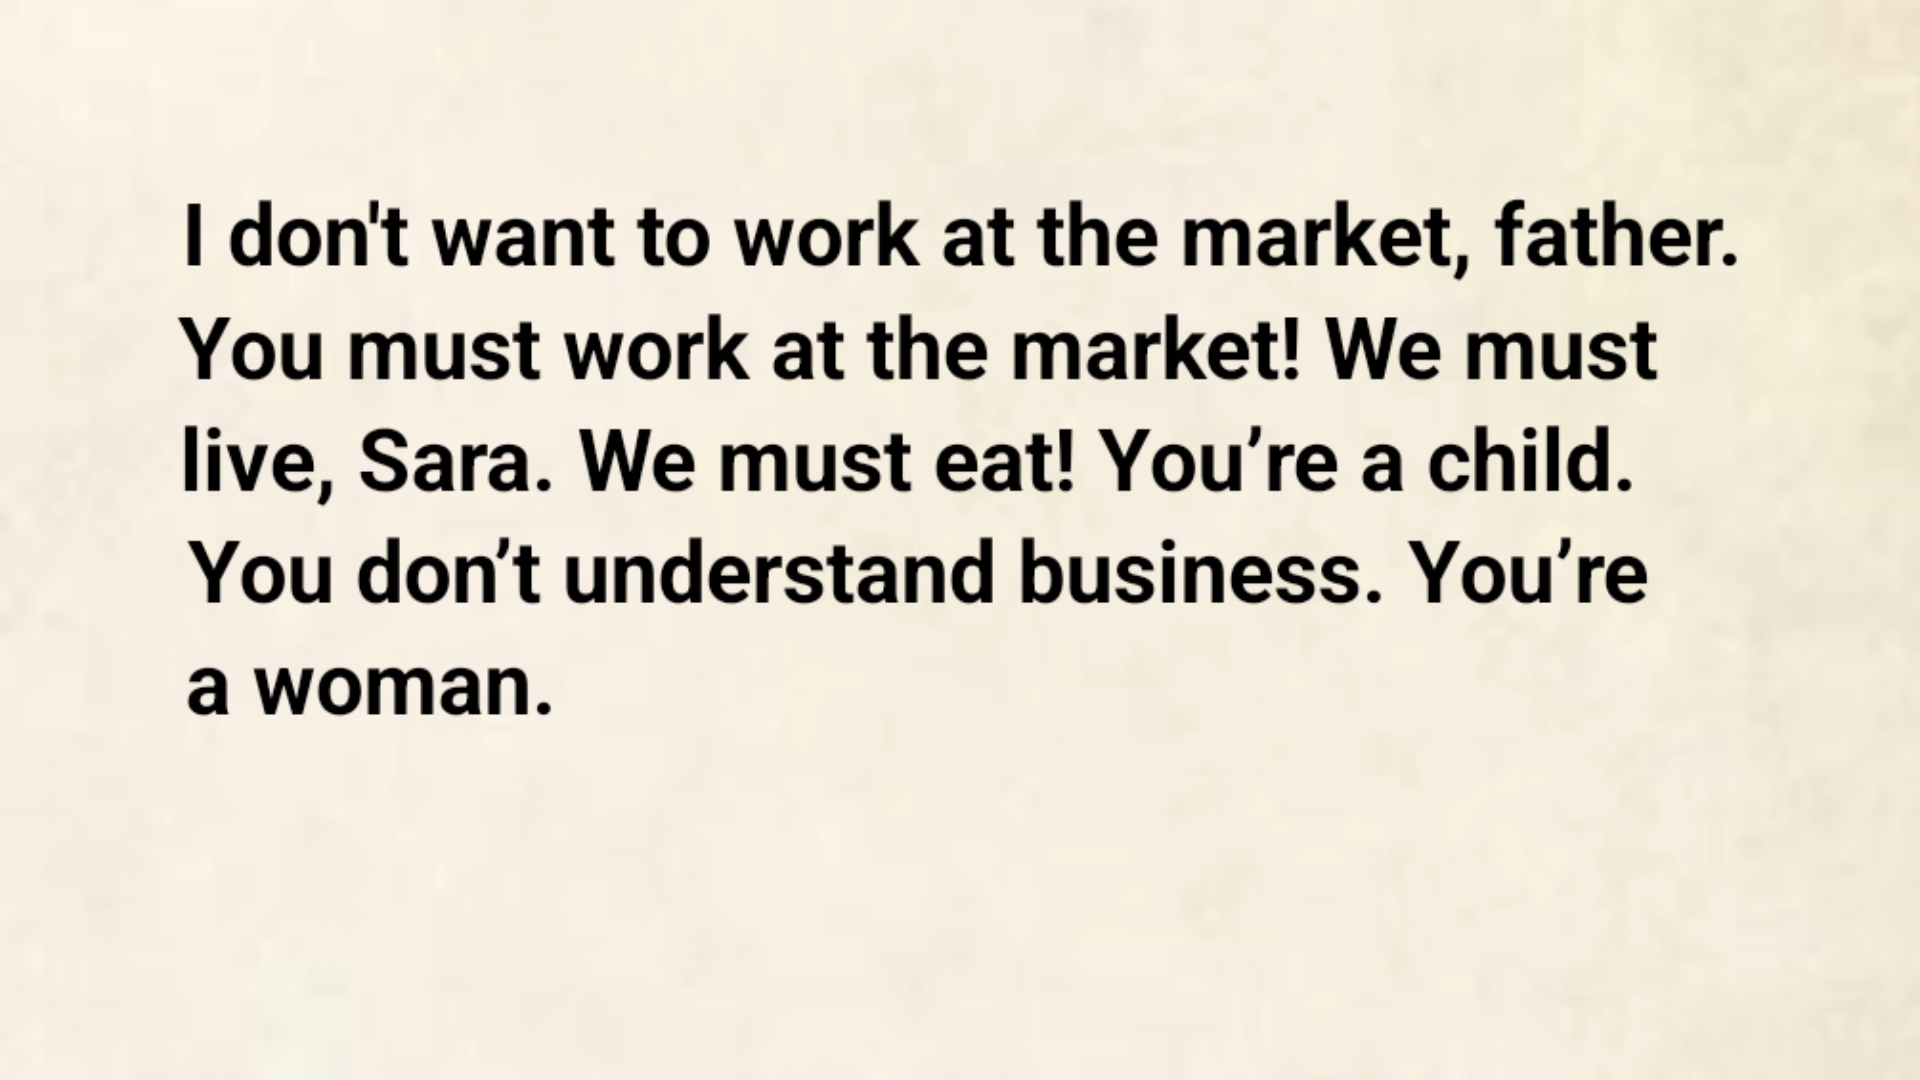 I don't want to work at the market, father.
You must work at the market! We must
live, Sara. We must eat! You’re a child.
You don’t understand business. You’re
a woman.